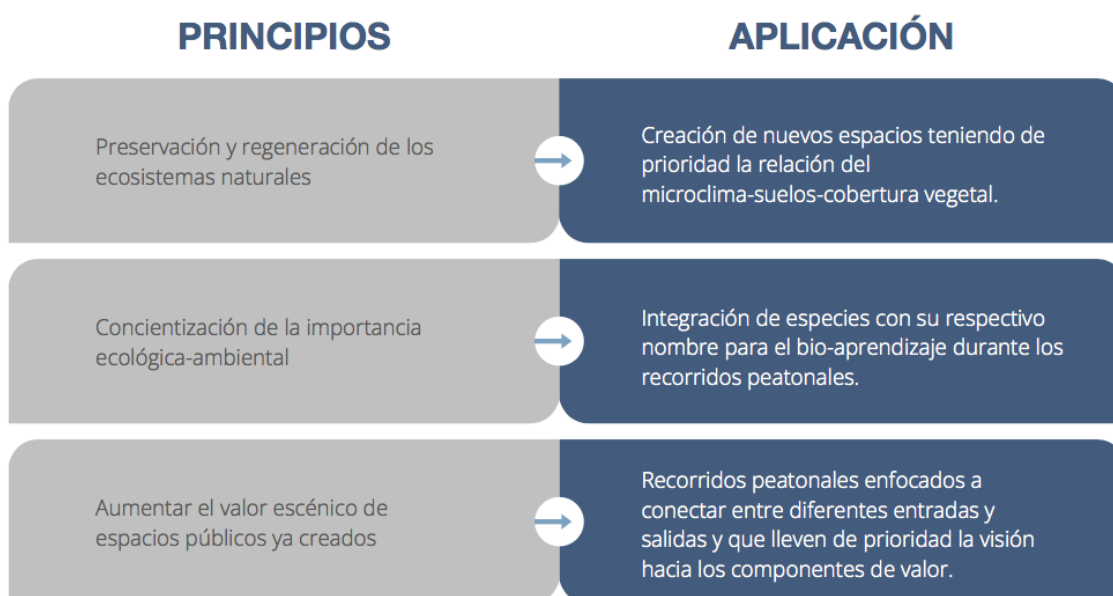 PRINCIPIOS
APLICACIÓN
Preservación y regeneración de los
ecosistemas naturales
Creación de nuevos espacios teniendo de
prioridad la relación del
microclima-suelos-cobertura vegetal.
Concientización de la importancia
ecológica-ambiental
Integración de especies con su respectivo
nombre para el bio-aprendizaje durante los
recorridos peatonales.
Aumentar el valor escénico de
espacios públicos ya creados
Recorridos peatonales enfocados a
conectar entre diferentes entradas y
salidas y que lleven de prioridad la visión
hacia los componentes de valor.